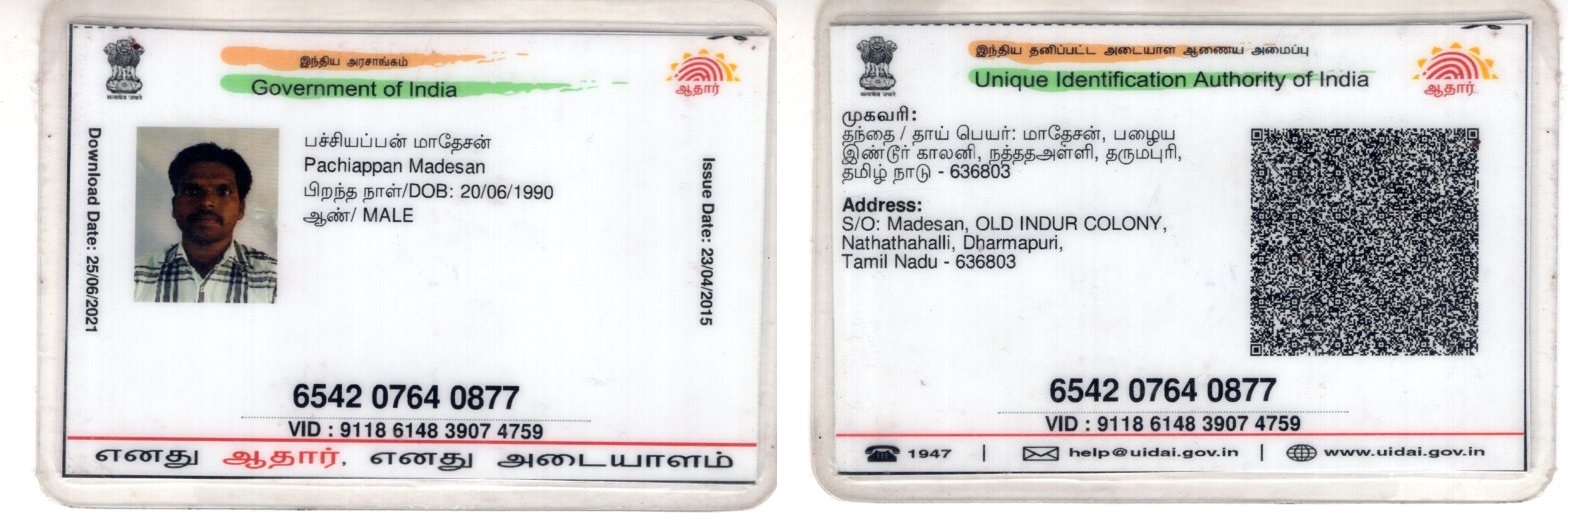 இந்திய அரசாங்கம்
Government of India
ஆதார்
Download Date: 25/06/2021
பச்சியப்பன் மாதேசன்
Pachiappan Madesan
பிறந்த நாள்/DOB: 20/06/1990
ஆண்/ MALE
Issue Date: 23/04/2015
6542 0764 0877
VID : 9118 6148 3907 4759
எனது ஆதார், எனது அடையாளம்
இந்திய தனிப்பட்ட அடையாள ஆணைய அமைப்பு
Unique Identification Authority of India
ஆதார்
முகவரி:
தந்தை / தாய் பெயர்: மாதேசன், பழைய
இண்டூர் காலனி, நத்ததஅள்ளி, தருமபுரி,
தமிழ் நாடு - 636803
Address:
S/O: Madesan, OLD INDUR COLONY,
Nathathahalli, Dharmapuri,
Tamil Nadu - 636803
6542 0764 0877
VID : 9118 6148 3907 4759
1947 | help@uidai.gov.in | www.uidai.gov.in